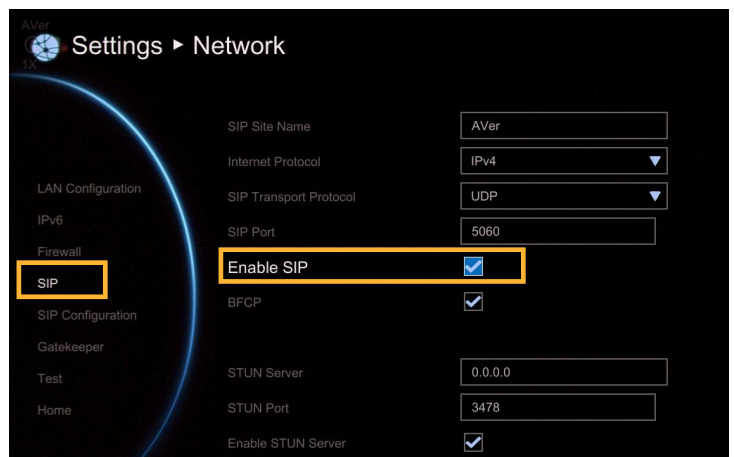 AVer
1X
Settings ► Network
SIP Site Name AVer
Internet Protocol IPv4
SIP Transport Protocol UDP
SIP Port 5060
Enable SIP
BFCP
STUN Server 0.0.0.0
STUN Port 3478
Enable STUN Server
LAN Configuration
IPv6
Firewall
SIP
SIP Configuration
Gatekeeper
Test
Home